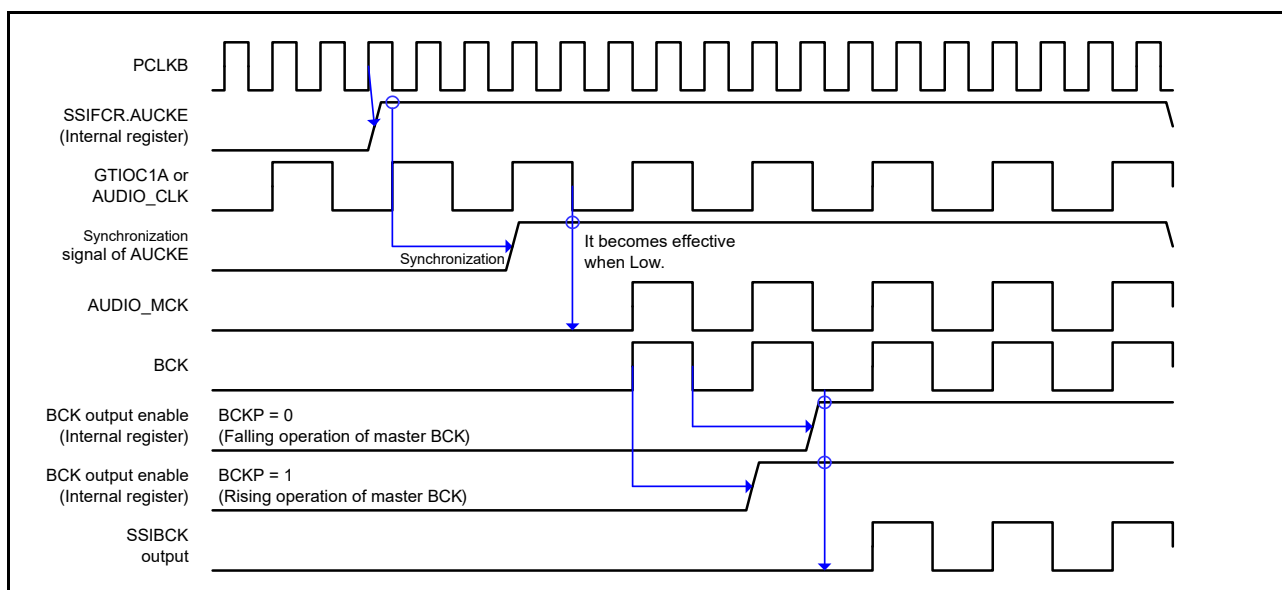 PCLKB
SSIFCR.AUCKE
(Internal register)
GTIOC1A or
AUDIO_CLK
Synchronization
signal of AUCKE
Synchronization
It becomes effective
when Low.
AUDIO_MCK
BCK
BCK output enable
(Internal register)
BCKP = 0
(Falling operation of master BCK)
BCK output enable
(Internal register)
BCKP = 1
(Rising operation of master BCK)
SSIBCK
output